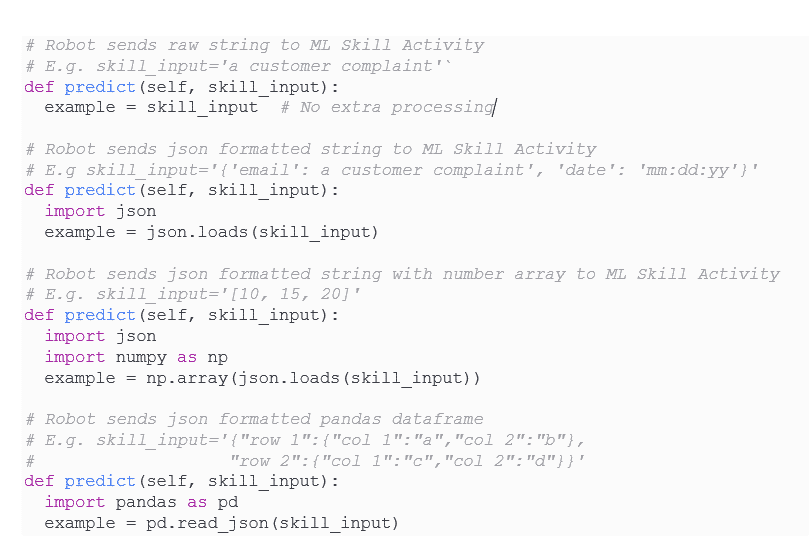 # Robot sends raw string to ML Skill Activity
# E.g. skill_input='a customer complaint'`
def predict(self, skill_input):
  example = skill_input  # No extra processing

# Robot sends json formatted string to ML Skill Activity
# E.g skill_input='{'email': a customer complaint', 'date': 'mm:dd:yy'}'
def predict(self, skill_input):
  import json
  example = json.loads(skill_input)

# Robot sends json formatted string with number array to ML Skill Activity
# E.g. skill_input='[10, 15, 20]'
def predict(self, skill_input):
  import json
  import numpy as np
  example = np.array(json.loads(skill_input))

# Robot sends json formatted pandas dataframe
# E.g. skill_input='{"row 1":{"col 1":"a","col 2":"b"},
#                   "row 2":{"col 1":"c","col 2":"d"}}'
def predict(self, skill_input):
  import pandas as pd
  example = pd.read_json(skill_input)